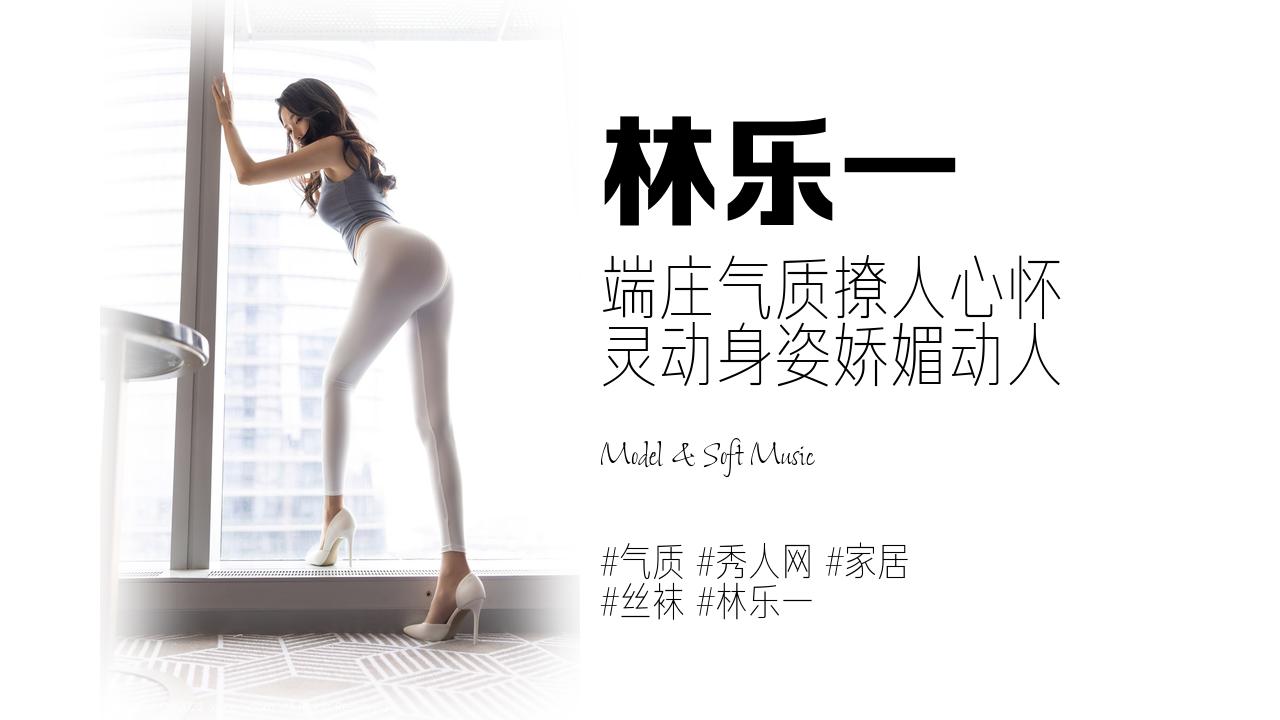 林乐一
端庄气质撩人心怀
灵动身姿娇媚动人
Model & Soft Music
#气质 #秀人网 #家居
#丝袜 #林乐一